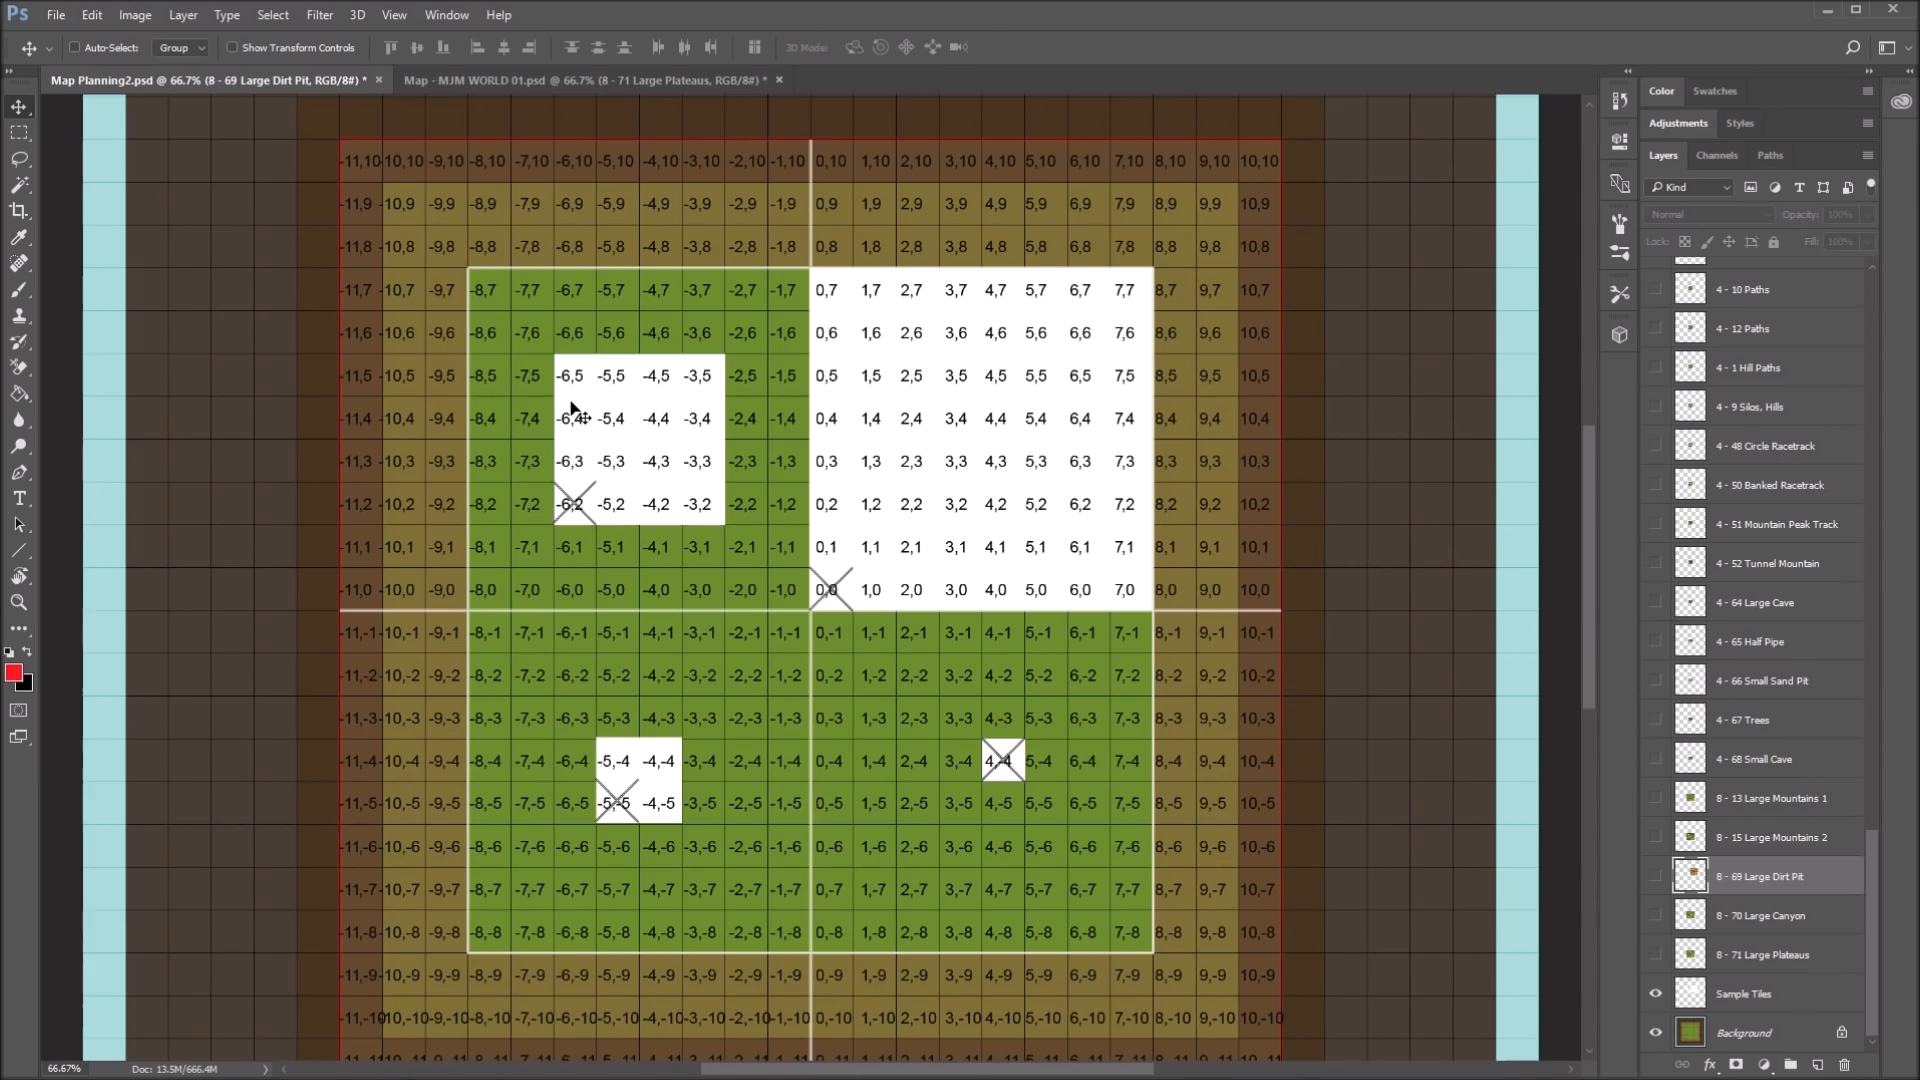 Ps File Edit Image Layer Type Select Filter 3D View Window Help
Auto-Select: Group Show Transform Controls 3D Mode:
Map Planning2.psd @ 66.7% (8 - 69 Large Dirt Pit, RGB/8#) * × Map - MJM WORLD 01.psd @ 66.7% (8 - 71 Large Plateaus, RGB/8#) * ×
-11,10 -10,10 -9,10 -8,10 -7,10 -6,10 -5,10 -4,10 -3,10 -2,10 -1,10 0,10 1,10 2,10 3,10 4,10 5,10 6,10 7,10 8,10 9,10 10,10
-11,9 -10,9 -9,9 -8,9 -7,9 -6,9 -5,9 -4,9 -3,9 -2,9 -1,9 0,9 1,9 2,9 3,9 4,9 5,9 6,9 7,9 8,9 9,9 10,9
-11,8 -10,8 -9,8 -8,8 -7,8 -6,8 -5,8 -4,8 -3,8 -2,8 -1,8 0,8 1,8 2,8 3,8 4,8 5,8 6,8 7,8 8,8 9,8 10,8
-11,7 -10,7 -9,7 -8,7 -7,7 -6,7 -5,7 -4,7 -3,7 -2,7 -1,7 0,7 1,7 2,7 3,7 4,7 5,7 6,7 7,7 8,7 9,7 10,7
-11,6 -10,6 -9,6 -8,6 -7,6 -6,6 -5,6 -4,6 -3,6 -2,6 -1,6 0,6 1,6 2,6 3,6 4,6 5,6 6,6 7,6 8,6 9,6 10,6
-11,5 -10,5 -9,5 -8,5 -7,5 -6,5 -5,5 -4,5 -3,5 -2,5 -1,5 0,5 1,5 2,5 3,5 4,5 5,5 6,5 7,5 8,5 9,5 10,5
-11,4 -10,4 -9,4 -8,4 -7,4 -6,4 -5,4 -4,4 -3,4 -2,4 -1,4 0,4 1,4 2,4 3,4 4,4 5,4 6,4 7,4 8,4 9,4 10,4
-11,3 -10,3 -9,3 -8,3 -7,3 -6,3 -5,3 -4,3 -3,3 -2,3 -1,3 0,3 1,3 2,3 3,3 4,3 5,3 6,3 7,3 8,3 9,3 10,3
-11,2 -10,2 -9,2 -8,2 -7,2 -6,2 -5,2 -4,2 -3,2 -2,2 -1,2 0,2 1,2 2,2 3,2 4,2 5,2 6,2 7,2 8,2 9,2 10,2
-11,1 -10,1 -9,1 -8,1 -7,1 -6,1 -5,1 -4,1 -3,1 -2,1 -1,1 0,1 1,1 2,1 3,1 4,1 5,1 6,1 7,1 8,1 9,1 10,1
-11,0 -10,0 -9,0 -8,0 -7,0 -6,0 -5,0 -4,0 -3,0 -2,0 -1,0 0,0 1,0 2,0 3,0 4,0 5,0 6,0 7,0 8,0 9,0 10,0
-11,-1 -10,-1 -9,-1 -8,-1 -7,-1 -6,-1 -5,-1 -4,-1 -3,-1 -2,-1 -1,-1 0,-1 1,-1 2,-1 3,-1 4,-1 5,-1 6,-1 7,-1 8,-1 9,-1 10,-1
-11,-2 -10,-2 -9,-2 -8,-2 -7,-2 -6,-2 -5,-2 -4,-2 -3,-2 -2,-2 -1,-2 0,-2 1,-2 2,-2 3,-2 4,-2 5,-2 6,-2 7,-2 8,-2 9,-2 10,-2
-11,-3 -10,-3 -9,-3 -8,-3 -7,-3 -6,-3 -5,-3 -4,-3 -3,-3 -2,-3 -1,-3 0,-3 1,-3 2,-3 3,-3 4,-3 5,-3 6,-3 7,-3 8,-3 9,-3 10,-3
-11,-4 -10,-4 -9,-4 -8,-4 -7,-4 -6,-4 -5,-4 -4,-4 -3,-4 -2,-4 -1,-4 0,-4 1,-4 2,-4 3,-4 4,-4 5,-4 6,-4 7,-4 8,-4 9,-4 10,-4
-11,-5 -10,-5 -9,-5 -8,-5 -7,-5 -6,-5 -5,-5 -4,-5 -3,-5 -2,-5 -1,-5 0,-5 1,-5 2,-5 3,-5 4,-5 5,-5 6,-5 7,-5 8,-5 9,-5 10,-5
-11,-6 -10,-6 -9,-6 -8,-6 -7,-6 -6,-6 -5,-6 -4,-6 -3,-6 -2,-6 -1,-6 0,-6 1,-6 2,-6 3,-6 4,-6 5,-6 6,-6 7,-6 8,-6 9,-6 10,-6
-11,-7 -10,-7 -9,-7 -8,-7 -7,-7 -6,-7 -5,-7 -4,-7 -3,-7 -2,-7 -1,-7 0,-7 1,-7 2,-7 3,-7 4,-7 5,-7 6,-7 7,-7 8,-7 9,-7 10,-7
-11,-8 -10,-8 -9,-8 -8,-8 -7,-8 -6,-8 -5,-8 -4,-8 -3,-8 -2,-8 -1,-8 0,-8 1,-8 2,-8 3,-8 4,-8 5,-8 6,-8 7,-8 8,-8 9,-8 10,-8
-11,-9 -10,-9 -9,-9 -8,-9 -7,-9 -6,-9 -5,-9 -4,-9 -3,-9 -2,-9 -1,-9 0,-9 1,-9 2,-9 3,-9 4,-9 5,-9 6,-9 7,-9 8,-9 9,-9 10,-9
-11,-10 -10,-10 -9,-10 -8,-10 -7,-10 -6,-10 -5,-10 -4,-10 -3,-10 -2,-10 -1,-10 0,-10 1,-10 2,-10 3,-10 4,-10 5,-10 6,-10 7,-10 8,-10 9,-10 10,-10
66.67% Doc: 13.5M/666.4M
Color Swatches
Adjustments Styles
Layers Channels Paths
Kind
Normal Opacity: 100%
Lock: Fill: 100%
4 - 10 Paths
4 - 12 Paths
4 - 1 Hill Paths
4 - 9 Silos, Hills
4 - 48 Circle Racetrack
4 - 50 Banked Racetrack
4 - 51 Mountain Peak Track
4 - 52 Tunnel Mountain
4 - 64 Large Cave
4 - 65 Half Pipe
4 - 66 Small Sand Pit
4 - 67 Trees
4 - 68 Small Cave
8 - 13 Large Mountains 1
8 - 15 Large Mountains 2
8 - 69 Large Dirt Pit
8 - 70 Large Canyon
8 - 71 Large Plateaus
Sample Tiles
Background
fx